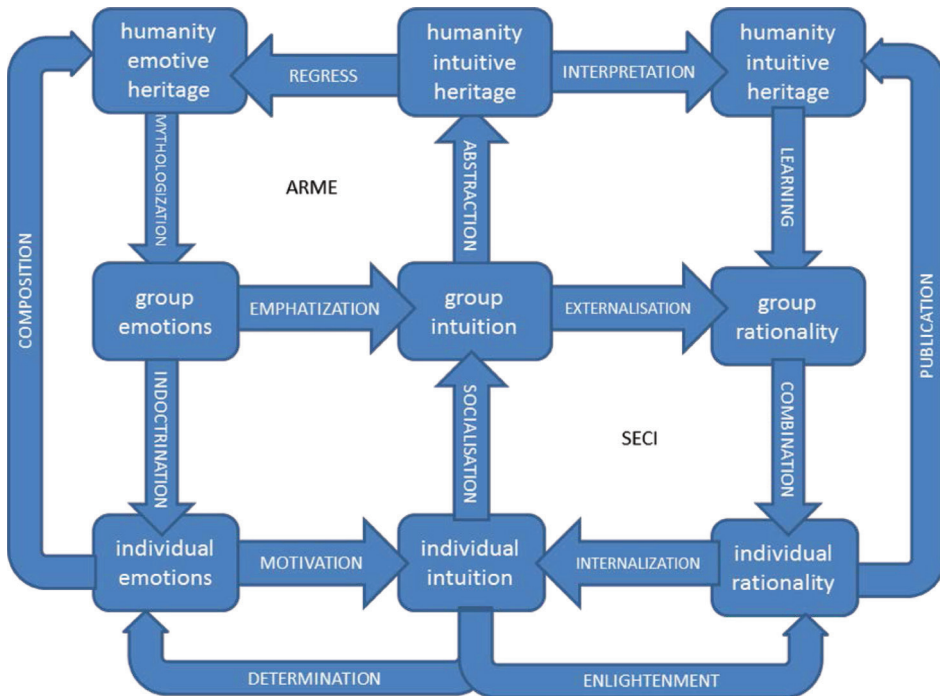 humanity
emotive
heritage
REGRESS
humanity
intuitive
heritage
INTERPRETATION
humanity
intuitive
heritage
MYTHOLOGIZATION
ARME
ABSTRACTION
LEARNING
COMPOSITION
group
emotions
EMPHATIZATION
group
intuition
EXTERNALISATION
group
rationality
PUBLICATION
INDOCTRINATION
SOCIALISATION
SECI
COMBINATION
individual
emotions
MOTIVATION
individual
intuition
INTERNALIZATION
individual
rationality
DETERMINATION
ENLIGHTENMENT